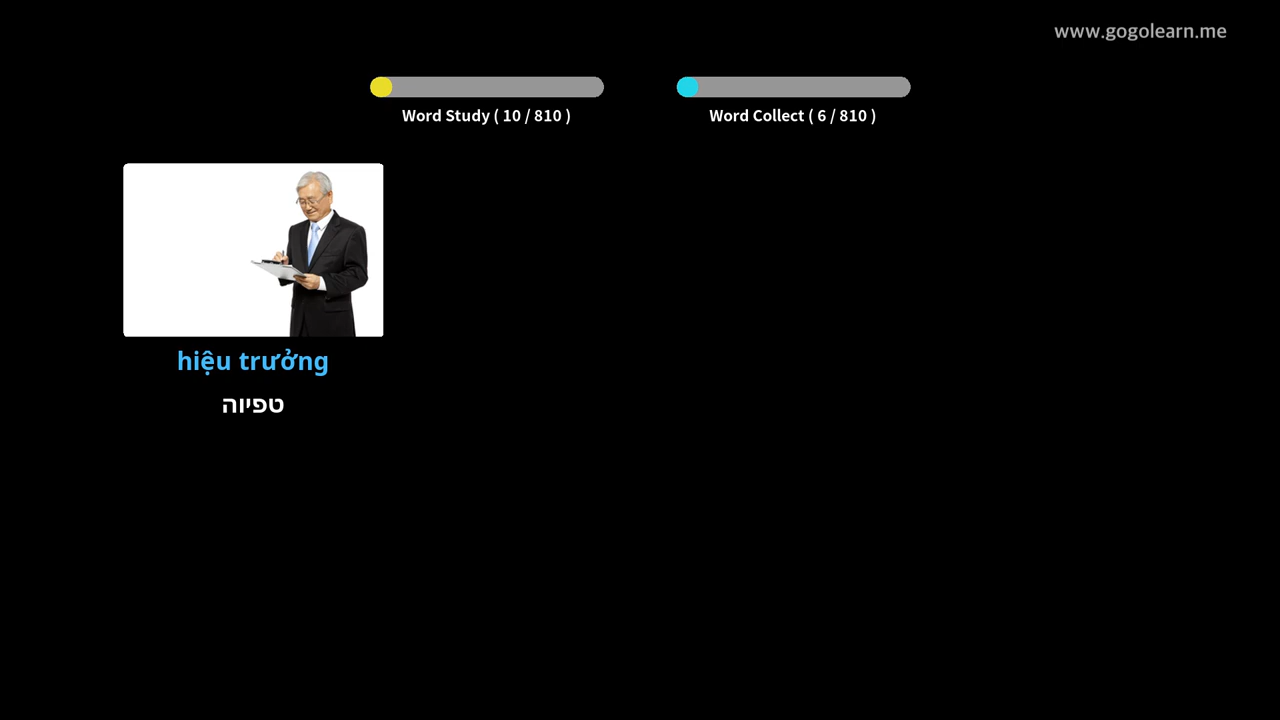 www.gogolearn.me
Word Study ( 10 / 810 )
Word Collect ( 6 / 810 )
hiệu trưởng
טפיוה